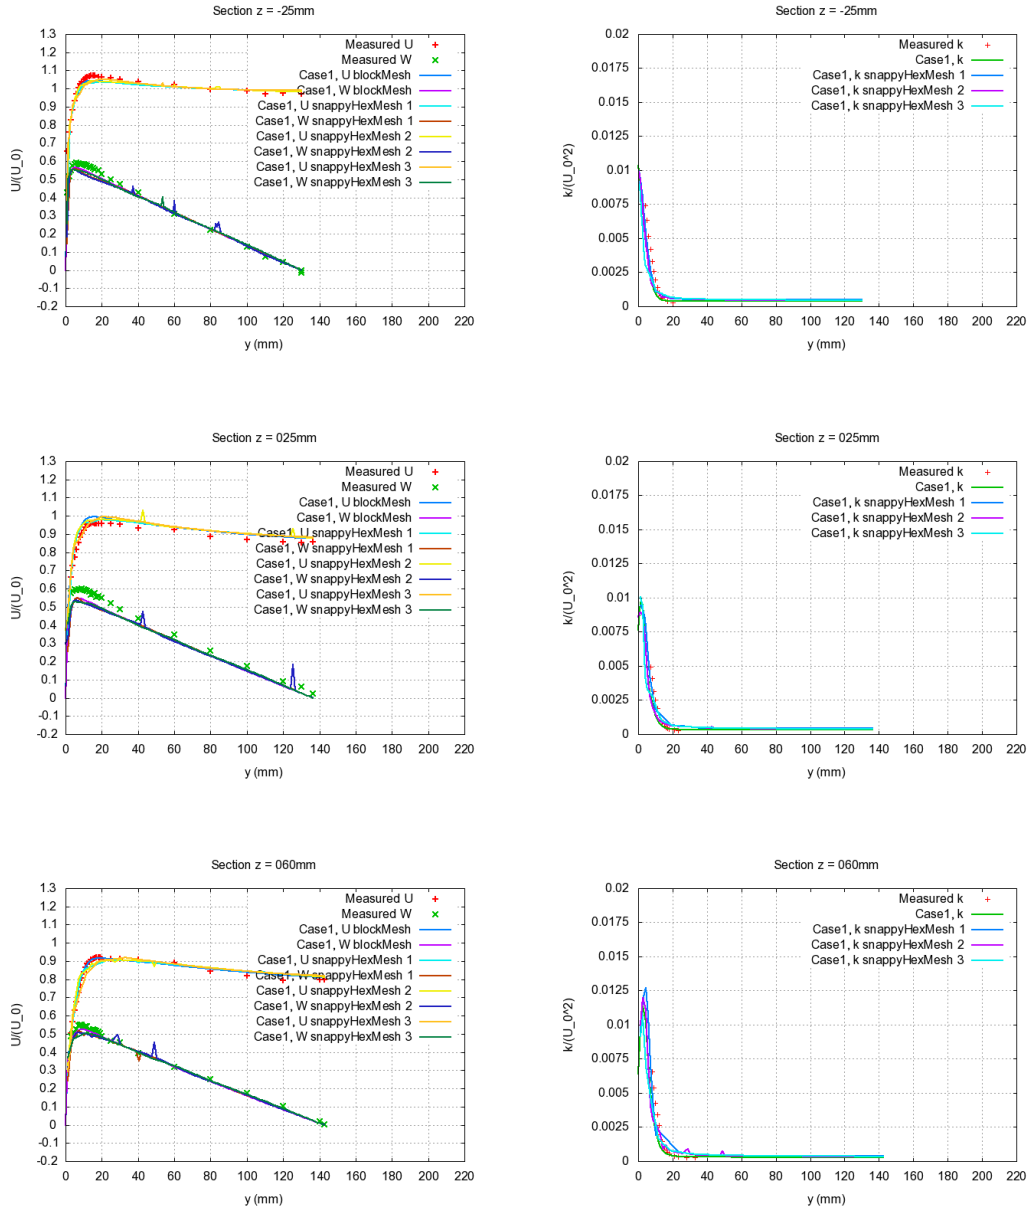 Section z = -25mm
U/(U_0)
1.3
1.2
1.1
1
0.9
0.8
0.7
0.6
0.5
0.4
0.3
0.2
0.1
0
-0.1
-0.2
Measured U
Measured W
Case1, U blockMesh
Case1, W blockMesh
Case1, U snappyHexMesh 1
Case1, W snappyHexMesh 1
Case1, U snappyHexMesh 2
Case1, W snappyHexMesh 2
Case1, U snappyHexMesh 3
Case1, W snappyHexMesh 3
0 20 40 60 80 100 120 140 160 180 200 220
y (mm)
Section z = -25mm
k/(U_0^2)
0.02
0.0175
0.015
0.0125
0.01
0.0075
0.005
0.0025
0
Measured k
Case1, k
Case1, k snappyHexMesh 1
Case1, k snappyHexMesh 2
Case1, k snappyHexMesh 3
0 20 40 60 80 100 120 140 160 180 200 220
y (mm)
Section z = 025mm
U/(U_0)
1.3
1.2
1.1
1
0.9
0.8
0.7
0.6
0.5
0.4
0.3
0.2
0.1
0
-0.1
-0.2
Measured U
Measured W
Case1, U blockMesh
Case1, W blockMesh
Case1, U snappyHexMesh 1
Case1, W snappyHexMesh 1
Case1, U snappyHexMesh 2
Case1, W snappyHexMesh 2
Case1, U snappyHexMesh 3
Case1, W snappyHexMesh 3
0 20 40 60 80 100 120 140 160 180 200 220
y (mm)
Section z = 025mm
k/(U_0^2)
0.02
0.0175
0.015
0.0125
0.01
0.0075
0.005
0.0025
0
Measured k
Case1, k
Case1, k snappyHexMesh 1
Case1, k snappyHexMesh 2
Case1, k snappyHexMesh 3
0 20 40 60 80 100 120 140 160 180 200 220
y (mm)
Section z = 060mm
U/(U_0)
1.3
1.2
1.1
1
0.9
0.8
0.7
0.6
0.5
0.4
0.3
0.2
0.1
0
-0.1
-0.2
Measured U
Measured W
Case1, U blockMesh
Case1, W blockMesh
Case1, U snappyHexMesh 1
Case1, W snappyHexMesh 1
Case1, U snappyHexMesh 2
Case1, W snappyHexMesh 2
Case1, U snappyHexMesh 3
Case1, W snappyHexMesh 3
0 20 40 60 80 100 120 140 160 180 200 220
y (mm)
Section z = 060mm
k/(U_0^2)
0.02
0.0175
0.015
0.0125
0.01
0.0075
0.005
0.0025
0
Measured k
Case1, k
Case1, k snappyHexMesh 1
Case1, k snappyHexMesh 2
Case1, k snappyHexMesh 3
0 20 40 60 80 100 120 140 160 180 200 220
y (mm)